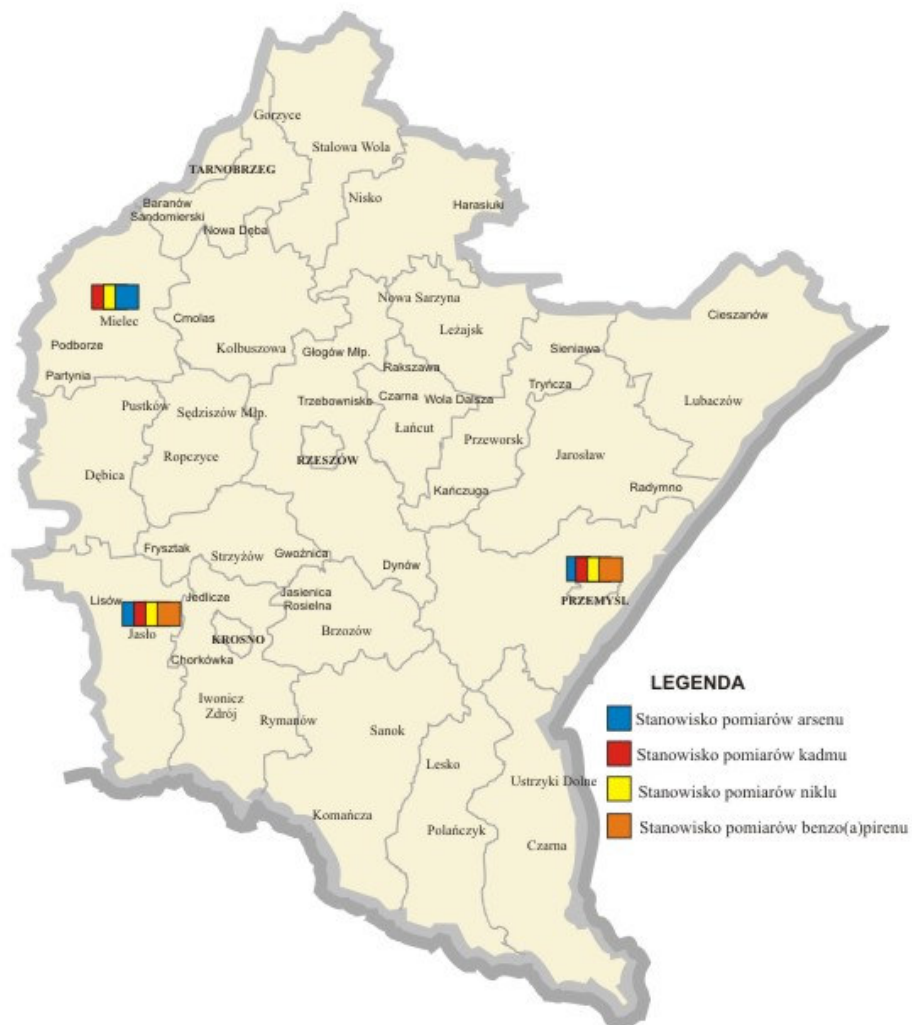 Gorzyce
Stalowa Wola
TARNOBRZEG
Nisko
Baranów
Sandomierski
Harasiuki
Nowa Dęba
Nowa Sarzyna
Cieszanów
Mielec
Cmolas
Leżajsk
Podborze
Kolbuszowa
Głogów Młp.
Sieniawa
Rakszawa
Partynia
Tryńcza
Pustków
Sędziszów Młp.
Trzebownisko
Czarna
Wola Dalsza
Lubaczów
Łańcut
Przeworsk
Ropczyce
RZESZÓW
Jarosław
Dębica
Kańczuga
Radymno
Frysztak
Strzyżów
Gwoźnica
Dynów
Lisów
Jedlicze
Jasienica
Rosielna
PRZEMYŚL
Jasło
KROSNO
Brzozów
Chorkówka
Iwonicz
Zdrój
Rymanów
Sanok
Lesko
Ustrzyki Dolne
Komańcza
Polańczyk
Czarna
LEGENDA
Stanowisko pomiarów arsenu
Stanowisko pomiarów kadmu
Stanowisko pomiarów niklu
Stanowisko pomiarów benzo(a)pirenu